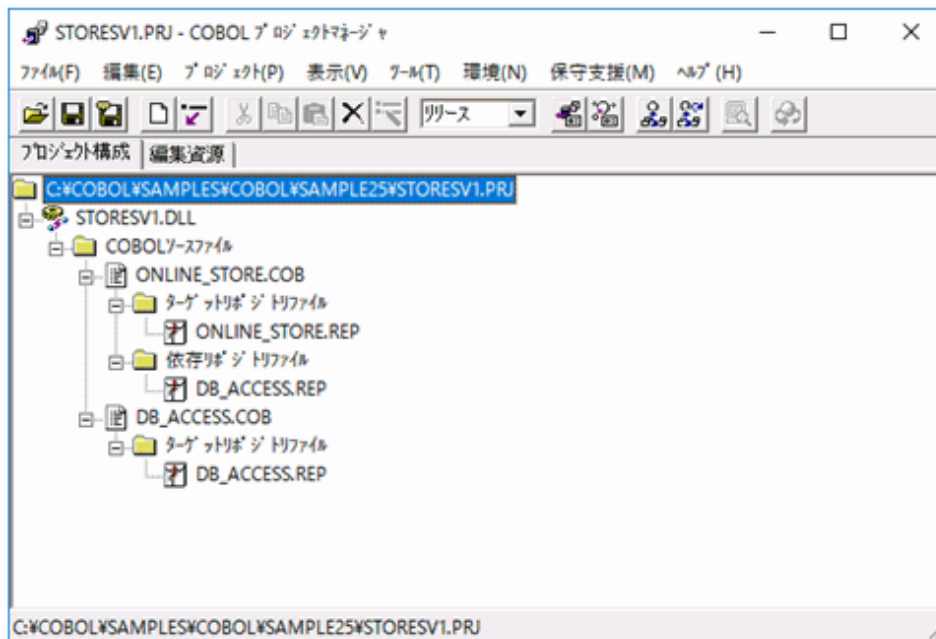 STORESV1.PRJ - COBOL ﾌﾟﾛｼﾞｪｸﾄﾏﾈｰｼﾞｬ
ﾌｧｲﾙ(F) 編集(E) ﾌﾟﾛｼﾞｪｸﾄ(P) 表示(V) ﾂｰﾙ(T) 環境(N) 保守支援(M) ﾍﾙﾌﾟ(H)
ﾘﾘｰｽ
ﾌﾟﾛｼﾞｪｸﾄ構成 編集資源
C:¥COBOL¥SAMPLES¥COBOL¥SAMPLE25¥STORESV1.PRJ
STORESV1.DLL
COBOLｿｰｽﾌｧｲﾙ
ONLINE_STORE.COB
ﾀｰｹﾞｯﾄﾘﾎﾟｼﾞﾄﾘﾌｧｲﾙ
ONLINE_STORE.REP
依存ﾘﾎﾟｼﾞﾄﾘﾌｧｲﾙ
DB_ACCESS.REP
DB_ACCESS.COB
ﾀｰｹﾞｯﾄﾘﾎﾟｼﾞﾄﾘﾌｧｲﾙ
DB_ACCESS.REP
C:¥COBOL¥SAMPLES¥COBOL¥SAMPLE25¥STORESV1.PRJ